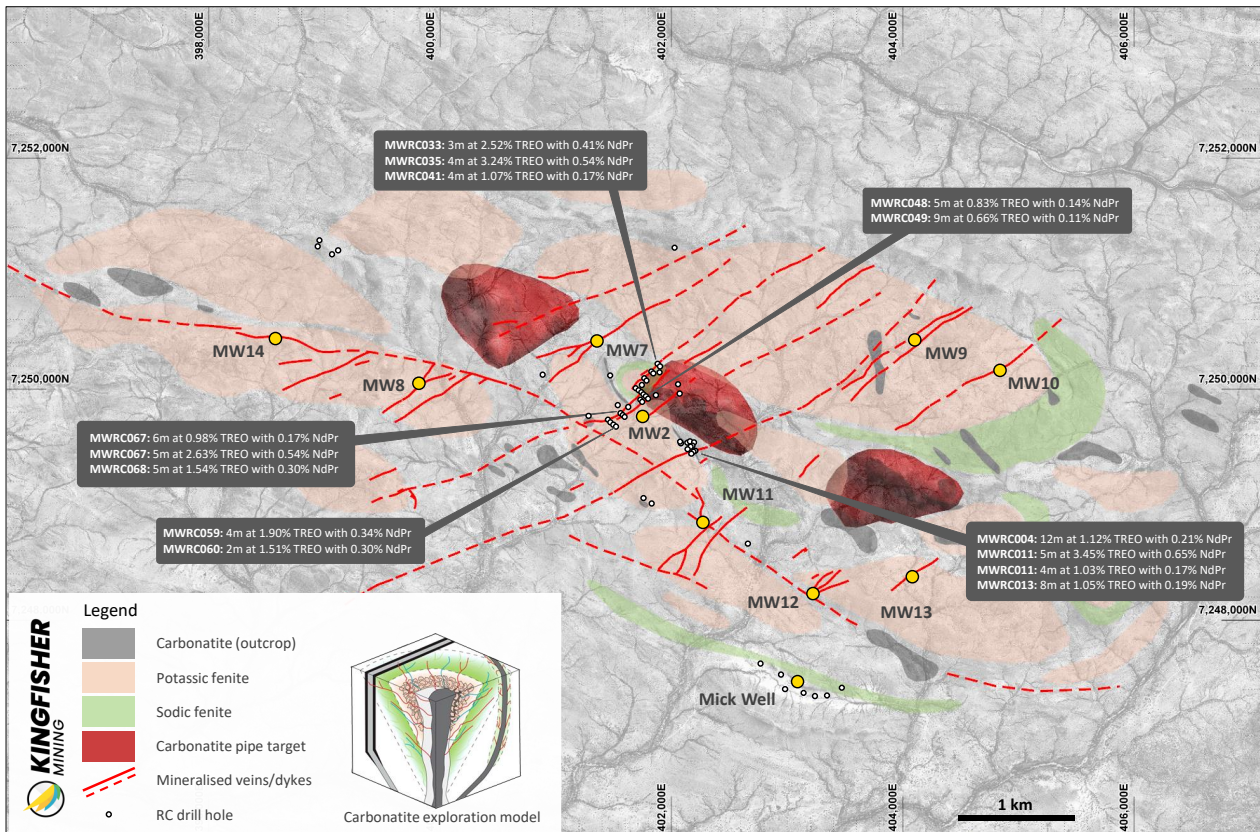 398,000E
400,000E
402,000E
404,000E
406,000E
7,252,000N
7,252,000N
MWRC033: 3m at 2.52% TREO with 0.41% NdPr
MWRC035: 4m at 3.24% TREO with 0.54% NdPr
MWRC041: 4m at 1.07% TREO with 0.17% NdPr
MWRC048: 5m at 0.83% TREO with 0.14% NdPr
MWRC049: 9m at 0.66% TREO with 0.11% NdPr
MW14
MW7
MW9
MW8
MW10
7,250,000N
7,250,000N
MW2
MWRC067: 6m at 0.98% TREO with 0.17% NdPr
MWRC067: 5m at 2.63% TREO with 0.54% NdPr
MWRC068: 5m at 1.54% TREO with 0.30% NdPr
MW11
MWRC059: 4m at 1.90% TREO with 0.34% NdPr
MWRC060: 2m at 1.51% TREO with 0.30% NdPr
MWRC004: 12m at 1.12% TREO with 0.21% NdPr
MWRC011: 5m at 3.45% TREO with 0.65% NdPr
MWRC011: 4m at 1.03% TREO with 0.17% NdPr
MWRC013: 8m at 1.05% TREO with 0.19% NdPr
MW12
MW13
7,248,000N
7,248,000N
Mick Well
Legend
Carbonatite (outcrop)
Potassic fenite
Sodic fenite
Carbonatite pipe target
Mineralised veins/dykes
RC drill hole
KINGFISHER
MINING
Carbonatite exploration model
402,000E
404,000E
406,000E
1 km